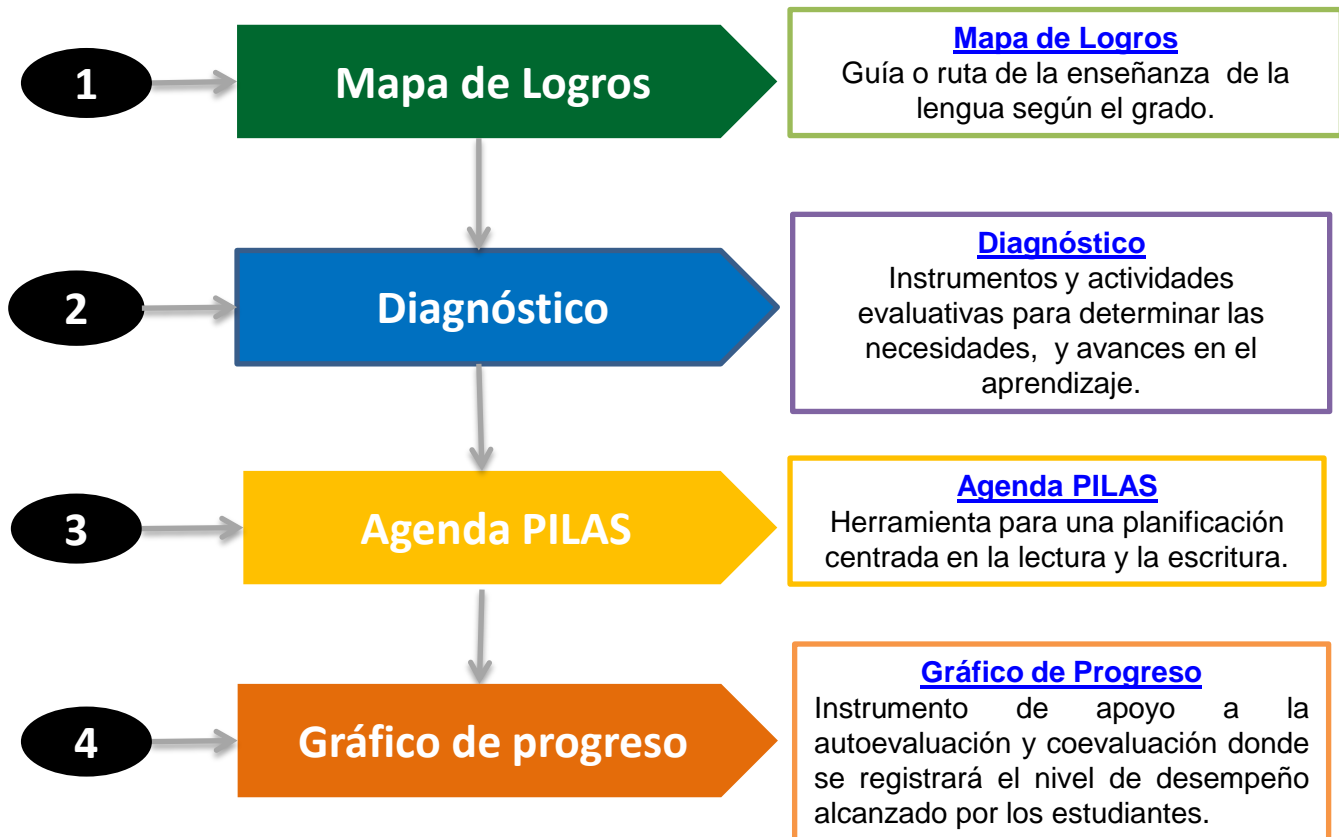 1
Mapa de Logros
Mapa de Logros
Guía o ruta de la enseñanza de la
lengua según el grado.
2
Diagnóstico
Diagnóstico
Instrumentos y actividades
evaluativas para determinar las
necesidades, y avances en el
aprendizaje.
3
Agenda PILAS
Agenda PILAS
Herramienta para una planificación
centrada en la lectura y la escritura.
4
Gráfico de progreso
Gráfico de Progreso
Instrumento de apoyo a la
autoevaluación y coevaluación donde
se registrará el nivel de desempeño
alcanzado por los estudiantes.